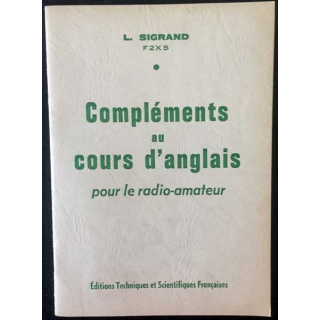 L. SIGRAND
F2XS
Compléments
au
cours d'anglais
pour le radio-amateur
Éditions Techniques et Scientifiques Françaises